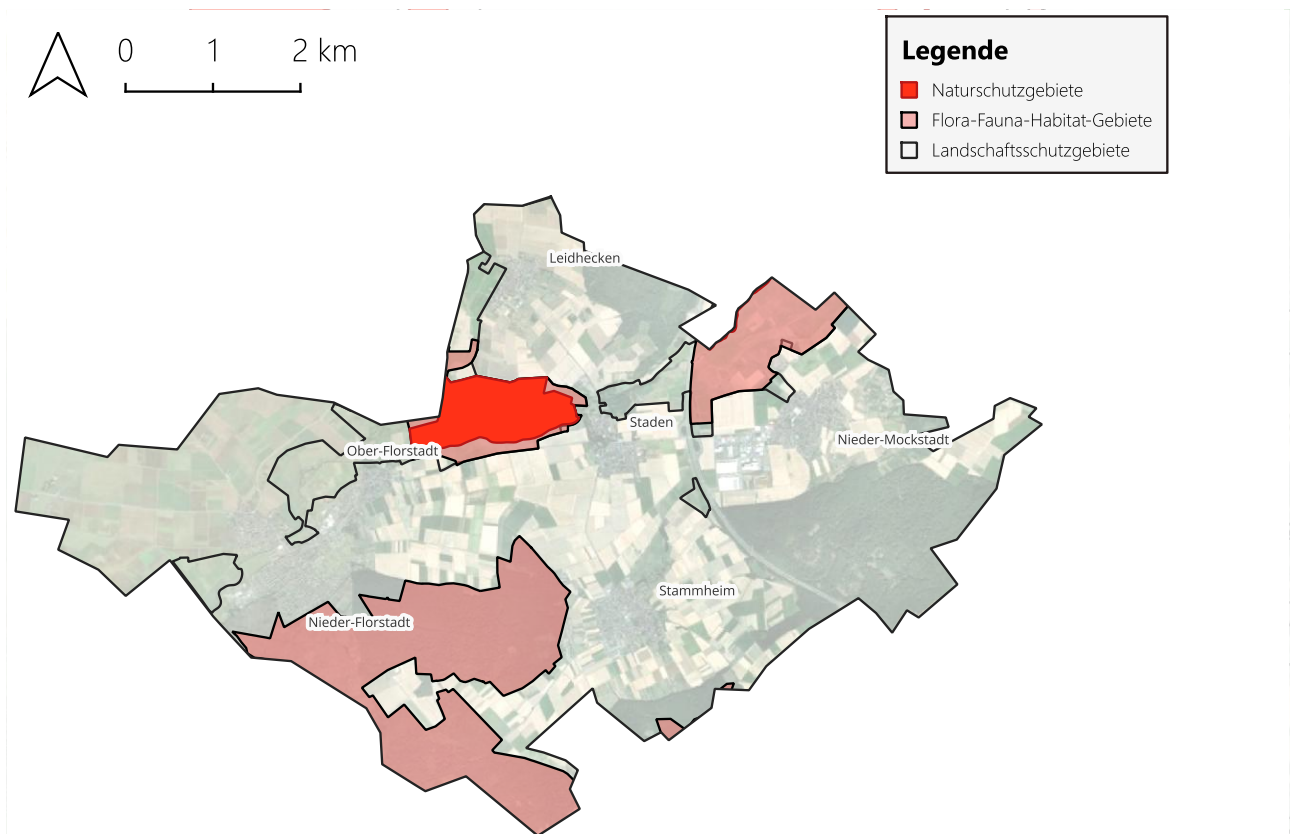 0 1 2 km
Legende
Naturschutzgebiete
Flora-Fauna-Habitat-Gebiete
Landschaftsschutzgebiete
Leidhecken
Staden
Nieder-Mockstadt
Ober-Florstadt
Stammheim
Nieder-Florstadt